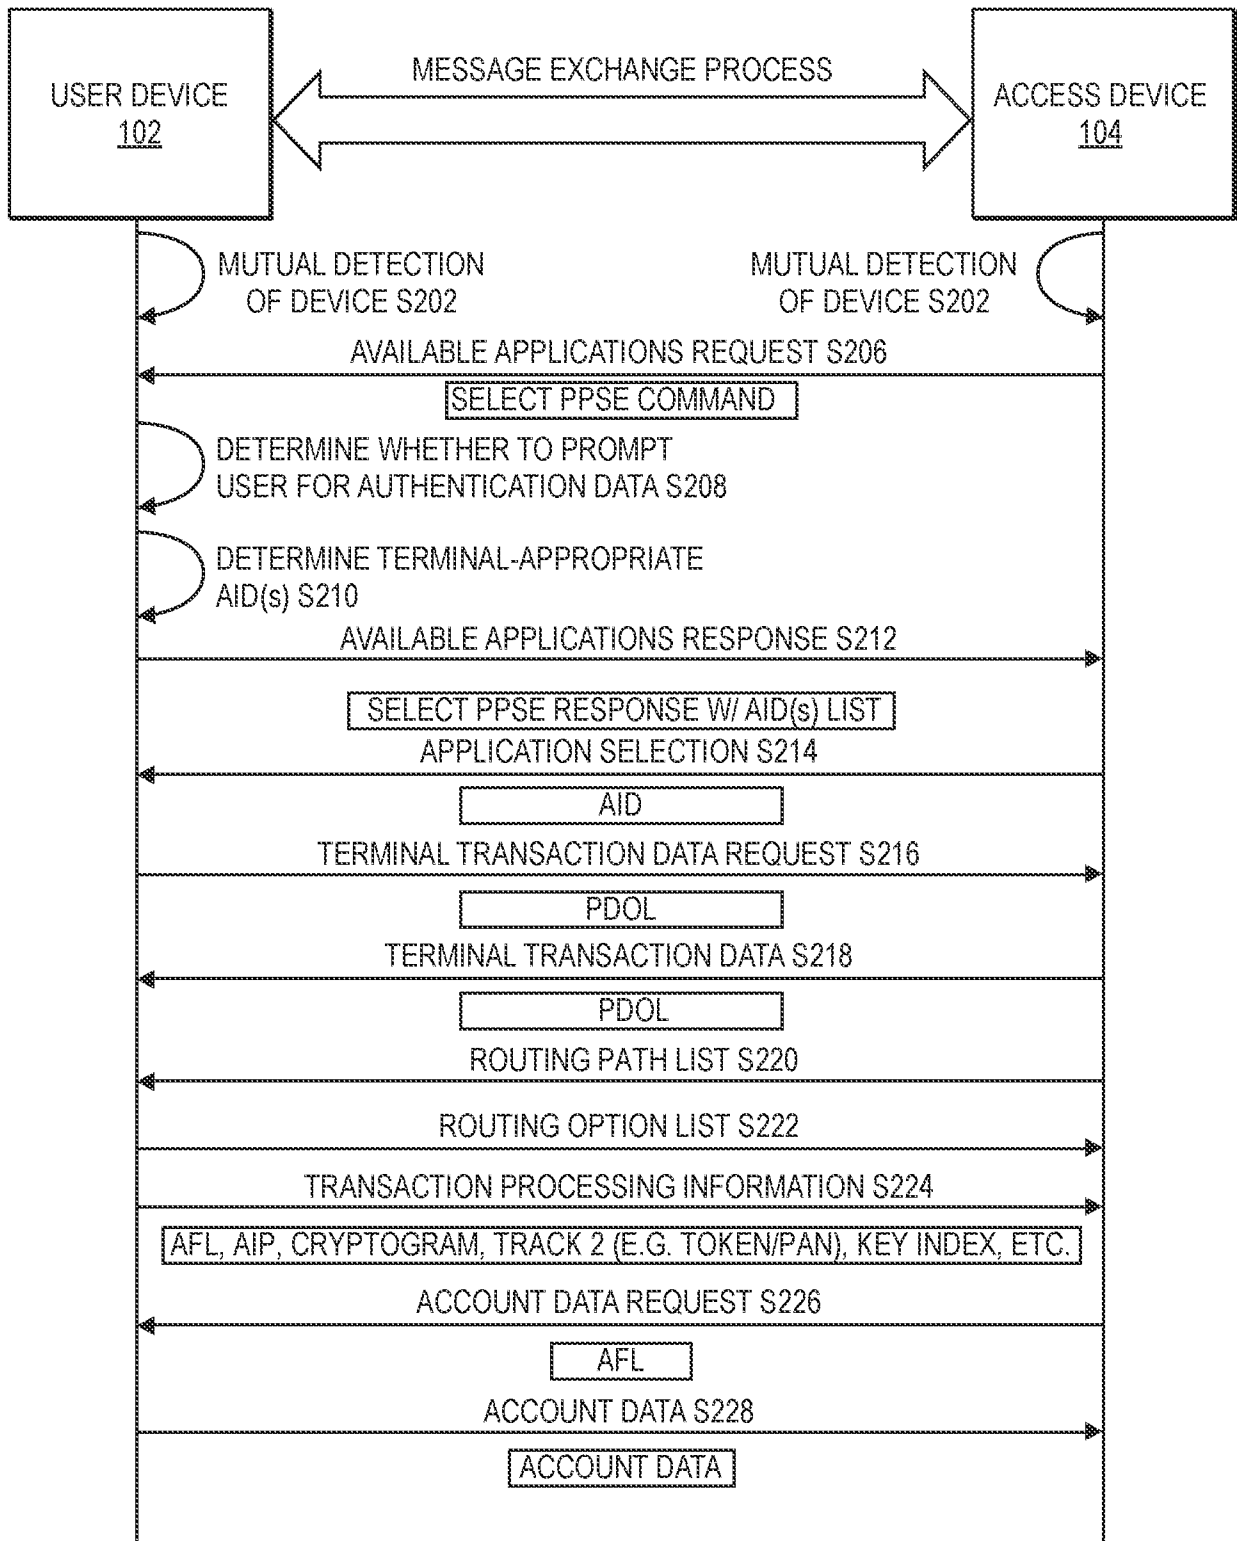 USER DEVICE
102
MESSAGE EXCHANGE PROCESS
ACCESS DEVICE
104
MUTUAL DETECTION
OF DEVICE S202
MUTUAL DETECTION
OF DEVICE S202
AVAILABLE APPLICATIONS REQUEST S206
SELECT PPSE COMMAND
DETERMINE WHETHER TO PROMPT
USER FOR AUTHENTICATION DATA S208
DETERMINE TERMINAL-APPROPRIATE
AID(s) S210
AVAILABLE APPLICATIONS RESPONSE S212
SELECT PPSE RESPONSE W/ AID(s) LIST
APPLICATION SELECTION S214
AID
TERMINAL TRANSACTION DATA REQUEST S216
PDOL
TERMINAL TRANSACTION DATA S218
PDOL
ROUTING PATH LIST S220
ROUTING OPTION LIST S222
TRANSACTION PROCESSING INFORMATION S224
AFL, AIP, CRYPTOGRAM, TRACK 2 (E.G. TOKEN/PAN), KEY INDEX, ETC.
ACCOUNT DATA REQUEST S226
AFL
ACCOUNT DATA S228
ACCOUNT DATA